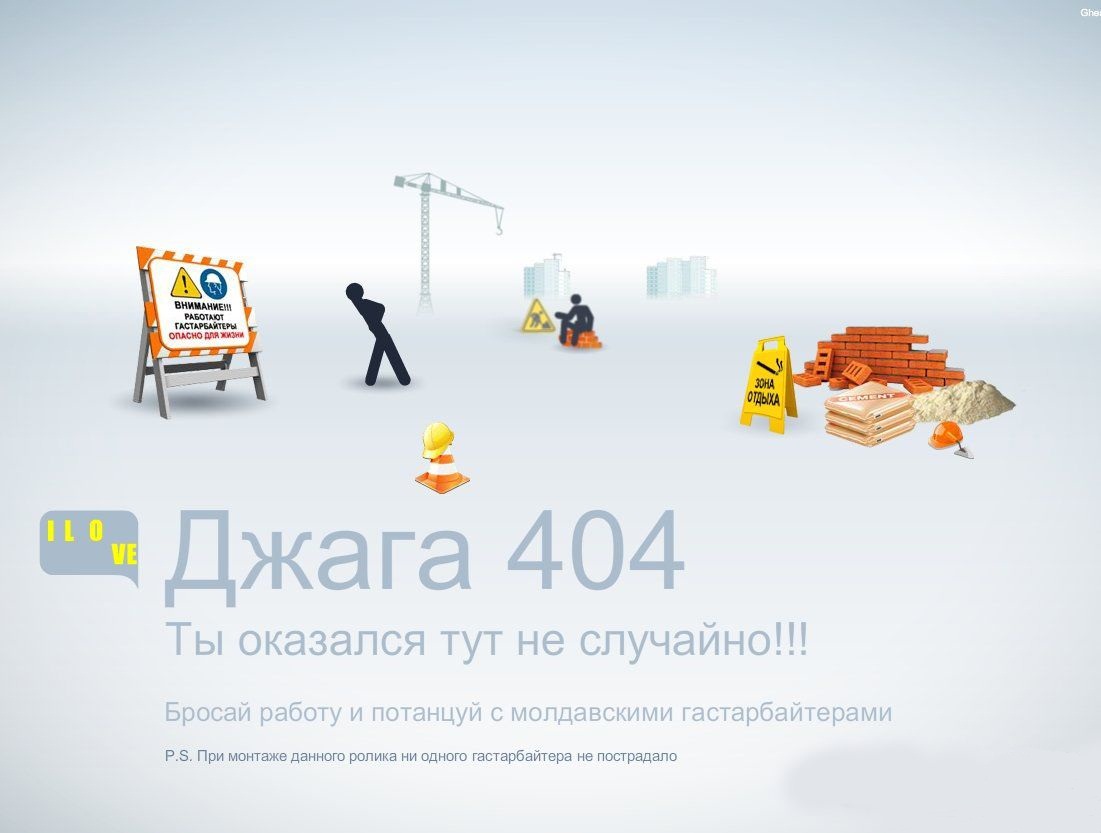 ВНИМАНИЕ!!!
РАБОТАЮТ
ГАСТАРБАЙТЕРЫ
ОПАСНО ДЛЯ ЖИЗНИ
ЗОНА
ОТДЫХА
CEMENT
I L O
VE
Джага 404
Ты оказался тут не случайно!!!
Бросай работу и потанцуй с молдавскими гастарбайтерами
P.S. При монтаже данного ролика ни одного гастарбайтера не пострадало